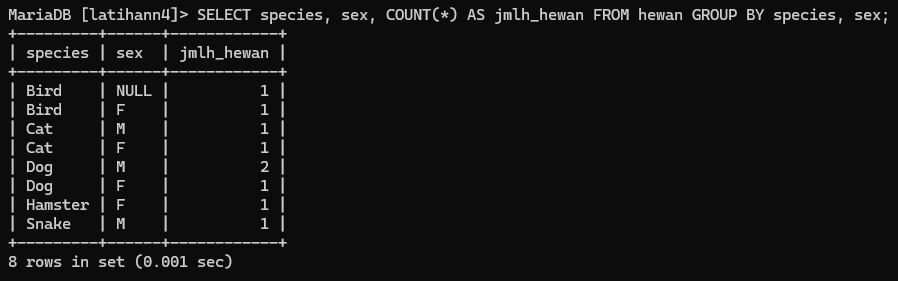 MariaDB [latihann4]> SELECT species, sex, COUNT(*) AS jmlh_hewan FROM hewan GROUP BY species, sex;
+---------+------+------------+
| species | sex  | jmlh_hewan |
+---------+------+------------+
| Bird    | NULL |          1 |
| Bird    | F    |          1 |
| Cat     | M    |          1 |
| Cat     | F    |          1 |
| Dog     | M    |          2 |
| Dog     | F    |          1 |
| Hamster | F    |          1 |
| Snake   | M    |          1 |
+---------+------+------------+
8 rows in set (0.001 sec)